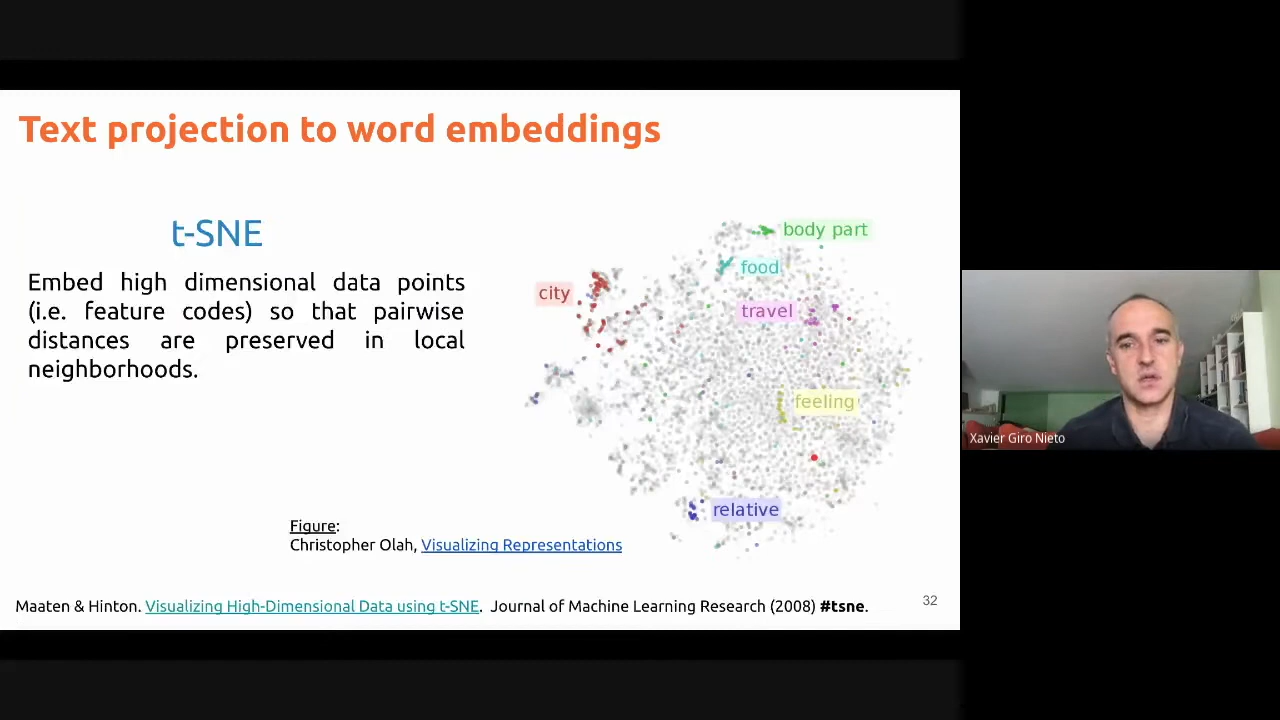 Text projection to word embeddings
t-SNE
Embed high dimensional data points
(i.e. feature codes) so that pairwise
distances are preserved in local
neighborhoods.
body part
food
city
travel
feeling
relative
Figure:
Christopher Olah, Visualizing Representations
Maaten & Hinton. Visualizing High-Dimensional Data using t-SNE. Journal of Machine Learning Research (2008) #tsne.
32
Xavier Giro Nieto